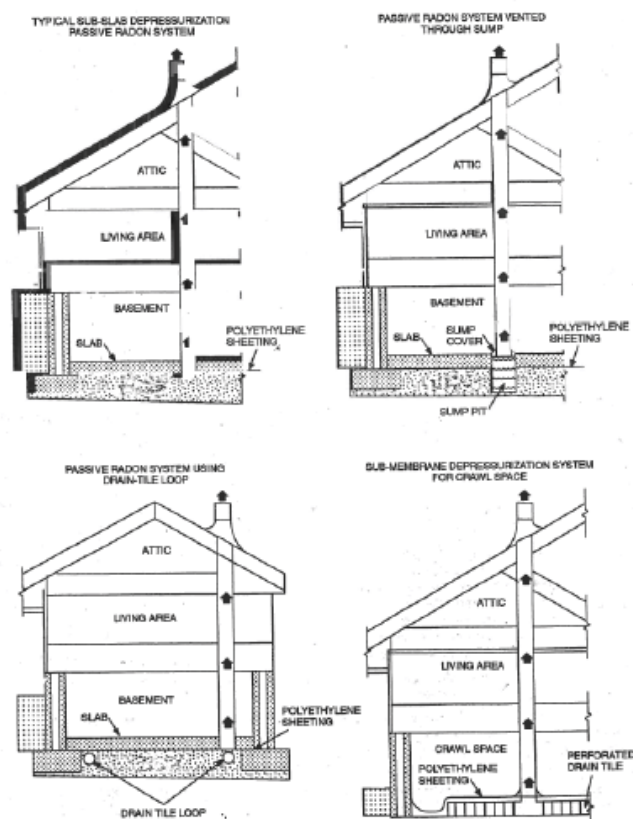 TYPICAL SUB-SLAB DEPRESSURIZATION
PASSIVE RADON SYSTEM
ATTIC
LIVING AREA
BASEMENT
SLAB
POLYETHYLENE
SHEETING
PASSIVE RADON SYSTEM VENTED
THROUGH SUMP
ATTIC
LIVING AREA
BASEMENT
SLAB
SUMP
COVER
POLYETHYLENE
SHEETING
SUMP PIT
PASSIVE RADON SYSTEM USING
DRAIN-TILE LOOP
ATTIC
LIVING AREA
BASEMENT
SLAB
POLYETHYLENE
SHEETING
DRAIN TILE LOOP
SUB-MEMBRANE DEPRESSURIZATION SYSTEM
FOR CRAWL SPACE
ATTIC
LIVING AREA
CRAWL SPACE
POLYETHYLENE
SHEETING
PERFORATED
DRAIN TILE